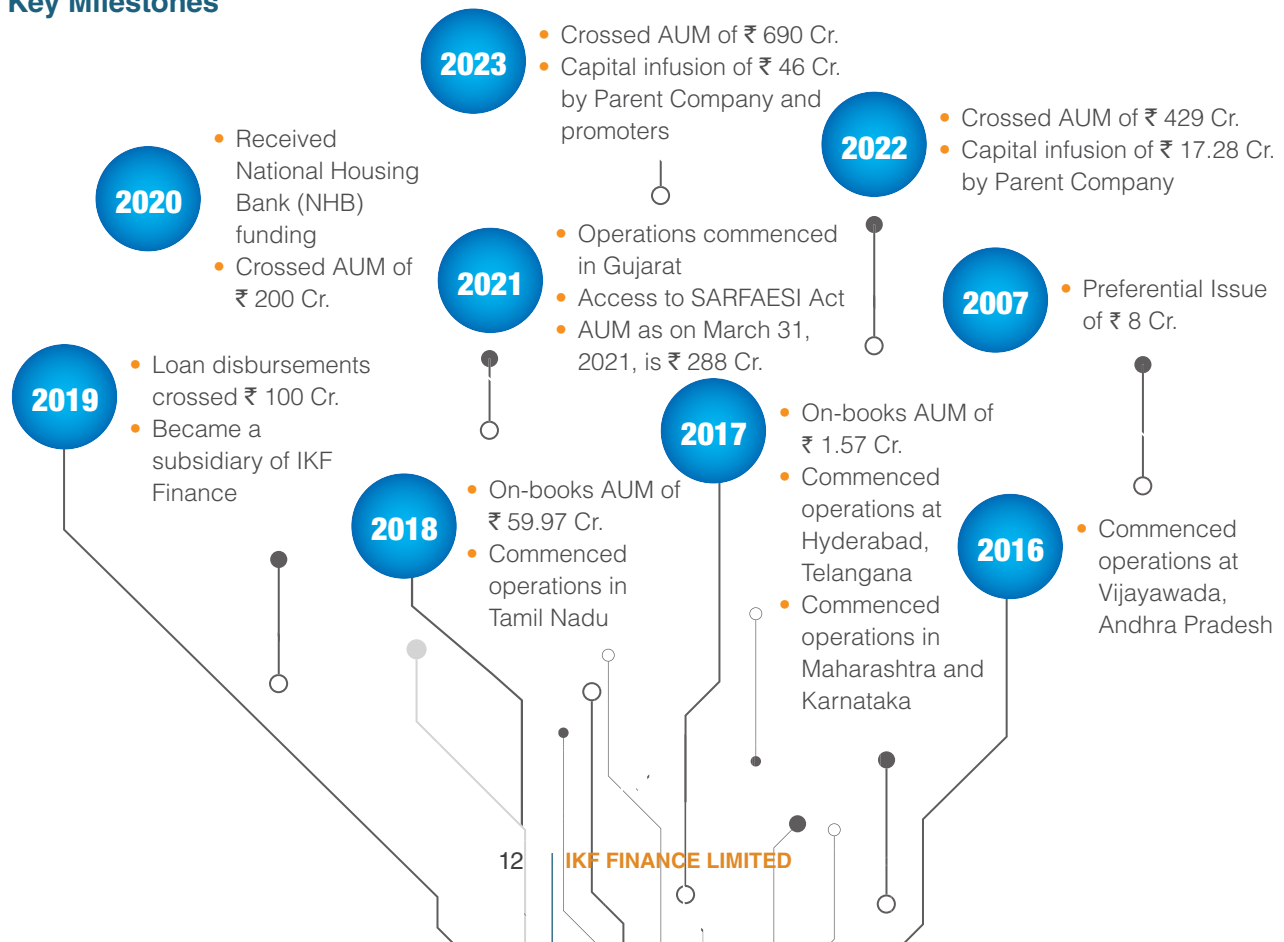 Key Milestones
2023
• Crossed AUM of ₹ 690 Cr.
• Capital infusion of ₹ 46 Cr.
by Parent Company and
promoters
2022
• Crossed AUM of ₹ 429 Cr.
• Capital infusion of ₹ 17.28 Cr.
by Parent Company
2020
• Received
National Housing
Bank (NHB)
funding
• Crossed AUM of
₹ 200 Cr.
2021
• Operations commenced
in Gujarat
• Access to SARFAESI Act
• AUM as on March 31,
2021, is ₹ 288 Cr.
2007
• Preferential Issue
of ₹ 8 Cr.
2019
• Loan disbursements
crossed ₹ 100 Cr.
• Became a
subsidiary of IKF
Finance
2017
• On-books AUM of
₹ 1.57 Cr.
• Commenced
operations at
Hyderabad,
Telangana
• Commenced
operations in
Maharashtra and
Karnataka
2018
• On-books AUM of
₹ 59.97 Cr.
• Commenced
operations in
Tamil Nadu
2016
• Commenced
operations at
Vijayawada,
Andhra Pradesh
12 IKF FINANCE LIMITED